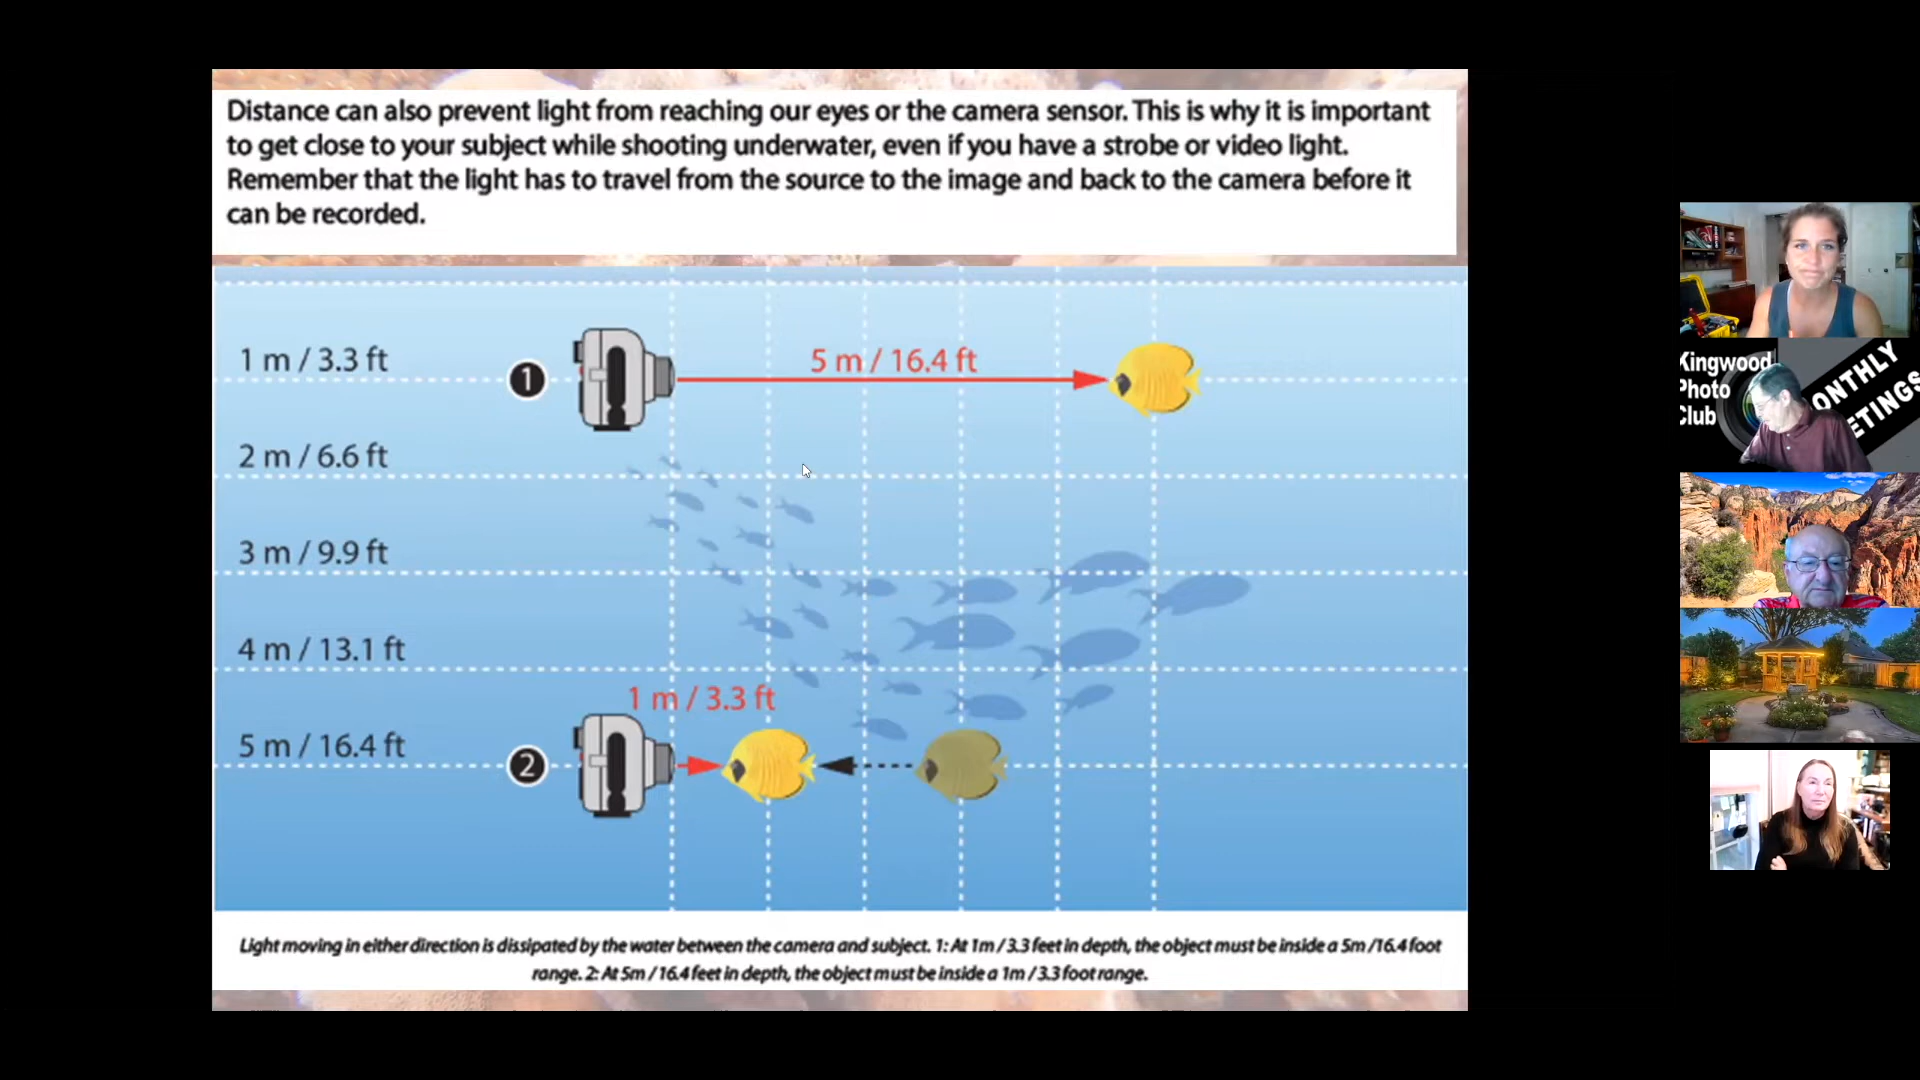 Distance can also prevent light from reaching our eyes or the camera sensor. This is why it is important
to get close to your subject while shooting underwater, even if you have a strobe or video light.
Remember that the light has to travel from the source to the image and back to the camera before it
can be recorded.
1 m / 3.3 ft
1
5 m / 16.4 ft
2 m / 6.6 ft
3 m / 9.9 ft
4 m / 13.1 ft
1 m / 3.3 ft
5 m / 16.4 ft
2
Light moving in either direction is dissipated by the water between the camera and subject. 1: At 1m / 3.3 feet in depth, the object must be inside a 5m /16.4 foot
range. 2: At 5m / 16.4 feet in depth, the object must be inside a 1m / 3.3 foot range.
Kingwood
Photo
Club
ONTHLY
ETINGS